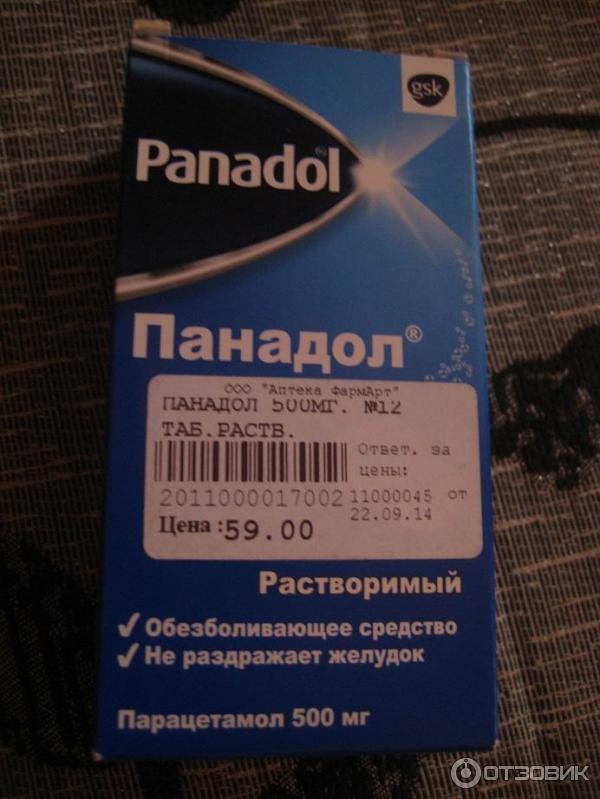 gsk
Panadol
Панадол®
ООО "Аптека ФармАрт"
ПАНАДОЛ 500МГ. №12
ТАБ.РАСТВ.
Ответ. за
цены:
2011000017002 11000045 от
22.09.14
Цена :59.00
Растворимый
✓ Обезболивающее средство
✓ Не раздражает желудок
Парацетамол 500 мг
ОТЗОВИК